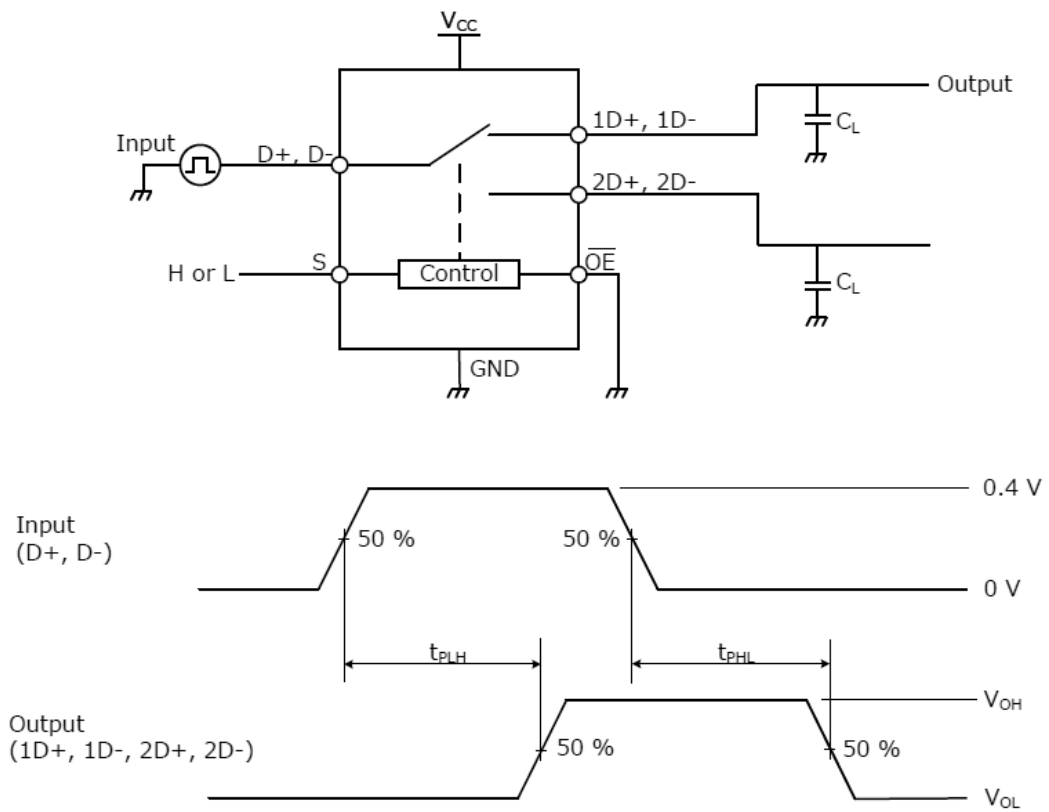 VCC
1D+, 1D-
Output
CL
Input
D+, D-
2D+, 2D-
S
OE
H or L
Control
CL
GND
0.4 V
Input
(D+, D-)
50 %
50 %
0 V
tPLH
tPHL
VOH
Output
(1D+, 1D-, 2D+, 2D-)
50 %
50 %
VOL